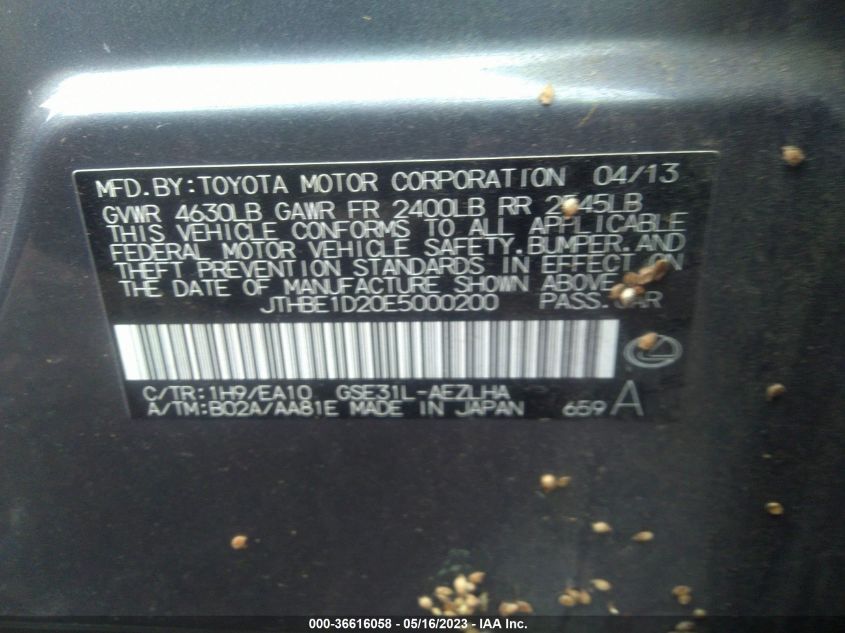 MFD.BY:TOYOTA MOTOR CORPORATION 04/13
GVWR 4630LB GAWR FR 2400LB RR
THIS VEHICLE CONFORMS TO ALL APPLICABLE
FEDERAL MOTOR VEHICLE SAFETY,BUMPER,AND
THEFT PREVENTION STANDARDS IN EFFECT ON
THE DATE OF MANUFACTURE SHOWN ABOVE.
JTHBE1D20E5000200 PASS.CAR
C/TR:1H9/EA10 GSE31L-AEZLHA
A/TM:B02A/AA81E MADE IN JAPAN 659 A
000-36616058 - 05/16/2023 - IAA Inc.